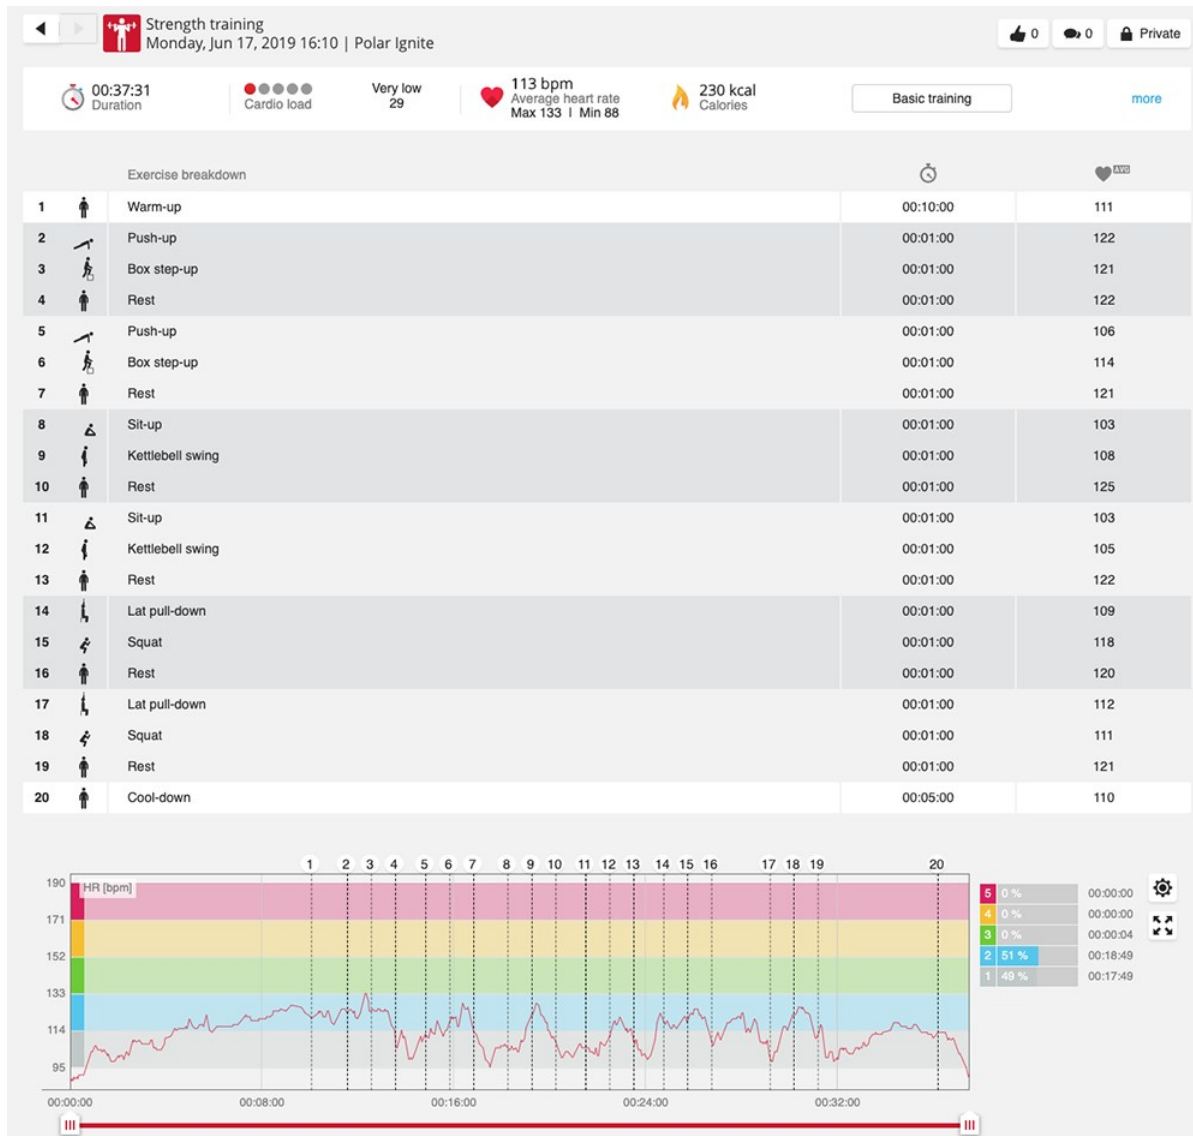 Strength training
Monday, Jun 17, 2019 16:10 | Polar Ignite
0
0
Private
00:37:31
Duration
Cardio load
Very low
29
113 bpm
Average heart rate
Max 133 | Min 88
230 kcal
Calories
Basic training
more
Exercise breakdown AVG
1 Warm-up 00:10:00 111
2 Push-up 00:01:00 122
3 Box step-up 00:01:00 121
4 Rest 00:01:00 122
5 Push-up 00:01:00 106
6 Box step-up 00:01:00 114
7 Rest 00:01:00 121
8 Sit-up 00:01:00 103
9 Kettlebell swing 00:01:00 108
10 Rest 00:01:00 125
11 Sit-up 00:01:00 103
12 Kettlebell swing 00:01:00 105
13 Rest 00:01:00 122
14 Lat pull-down 00:01:00 109
15 Squat 00:01:00 118
16 Rest 00:01:00 120
17 Lat pull-down 00:01:00 112
18 Squat 00:01:00 111
19 Rest 00:01:00 121
20 Cool-down 00:05:00 110
1 2 3 4 5 6 7 8 9 10 11 12 13 14 15 16 17 18 19 20
HR [bpm]
190
171
152
133
114
95
00:00:00 00:08:00 00:16:00 00:24:00 00:32:00
5 0 % 00:00:00
4 0 % 00:00:00
3 0 % 00:00:04
2 51 % 00:18:49
1 49 % 00:17:49